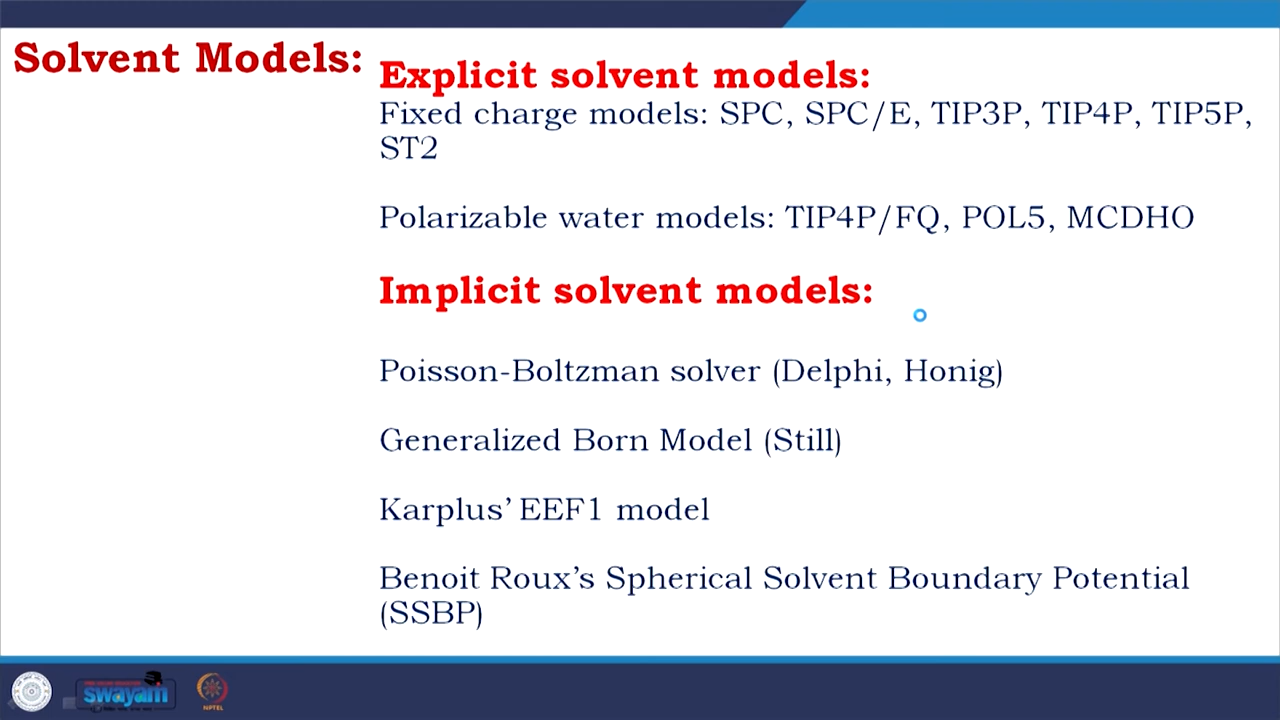 Solvent Models:
Explicit solvent models:
Fixed charge models: SPC, SPC/E, TIP3P, TIP4P, TIP5P,
ST2
Polarizable water models: TIP4P/FQ, POL5, MCDHO
Implicit solvent models:
Poisson-Boltzman solver (Delphi, Honig)
Generalized Born Model (Still)
Karplus’ EEF1 model
Benoit Roux’s Spherical Solvent Boundary Potential
(SSBP)
swayam
NPTEL